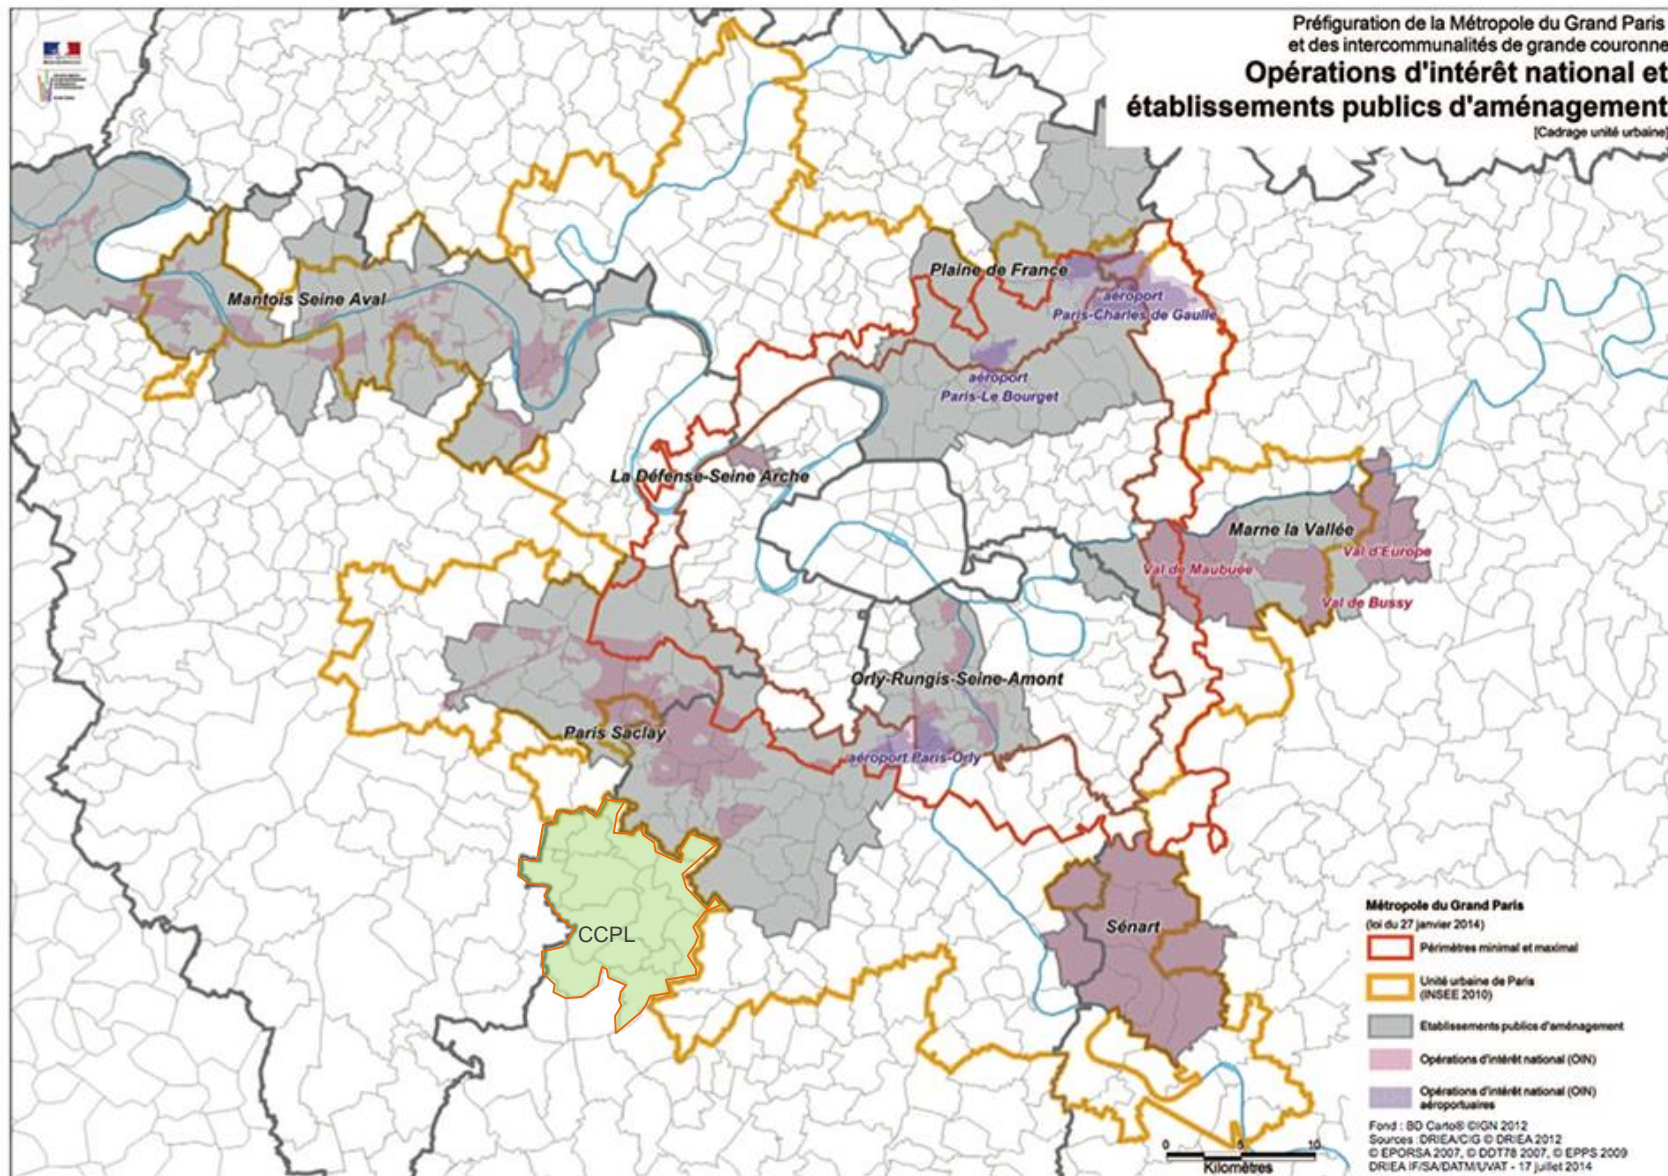 Préfiguration de la Métropole du Grand Paris
et des intercommunalités de grande couronne
Opérations d'intérêt national et
établissements publics d'aménagement
[Cadrage unité urbaine]
Mantois Seine Aval
Plaine de France
aéroport
Paris-Charles de Gaulle
aéroport
Paris-Le Bourget
La Défense-Seine Arche
Marne la Vallée
Val d'Europe
Val de Maubuée
Val de Bussy
Orly-Rungis-Seine-Amont
Paris Saclay
aéroport Paris-Orly
CCPL
Sénart
Métropole du Grand Paris
(loi du 27 janvier 2014)
Périmètres minimal et maximal
Unité urbaine de Paris
(INSEE 2010)
Etablissements publics d'aménagement
Opérations d'intérêt national (OIN)
Opérations d'intérêt national (OIN)
aéroportuaires
0 5 10
Kilomètres
Fond : BD Carto® ©IGN 2012
Sources :DRIEA/CIG © DRIEA 2012
© EPORSA 2007, © DDT78 2007, © EPPS 2009
DRIEA IF/SA/DATM/UVAT - 17 juillet 2014